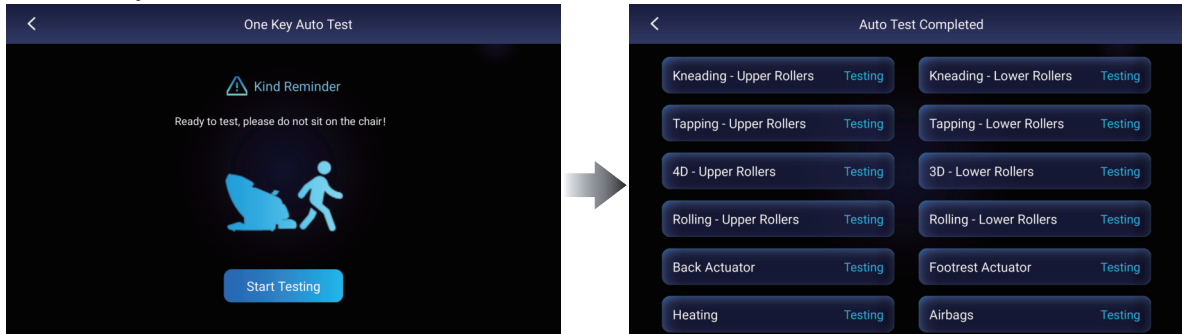 One Key Auto Test
Kind Reminder
Ready to test, please do not sit on the chair!
Start Testing
Auto Test Completed
Kneading - Upper Rollers Testing
Kneading - Lower Rollers Testing
Tapping - Upper Rollers Testing
Tapping - Lower Rollers Testing
4D - Upper Rollers Testing
3D - Lower Rollers Testing
Rolling - Upper Rollers Testing
Rolling - Lower Rollers Testing
Back Actuator Testing
Footrest Actuator Testing
Heating Testing
Airbags Testing